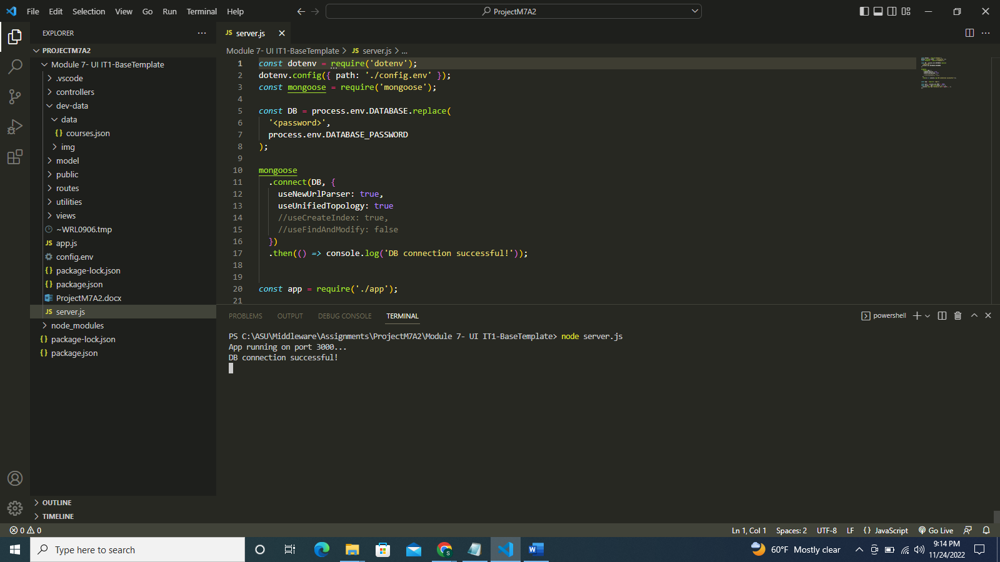 File Edit Selection View Go Run Terminal Help
ProjectM7A2
EXPLORER
PROJECTM7A2
Module 7- UI IT1-BaseTemplate
.vscode
controllers
dev-data
data
{} courses.json
img
model
public
routes
utilities
views
~WRL0906.tmp
JS app.js
config.env
{} package-lock.json
{} package.json
ProjectM7A2.docx
JS server.js
node_modules
{} package-lock.json
{} package.json
OUTLINE
TIMELINE
JS server.js
Module 7- UI IT1-BaseTemplate > JS server.js > ...
1 const dotenv = require('dotenv');
2 dotenv.config({ path: './config.env' });
3 const mongoose = require('mongoose');
4
5 const DB = process.env.DATABASE.replace(
6 '<password>',
7 process.env.DATABASE_PASSWORD
8 );
9
10 mongoose
11 .connect(DB, {
12 useNewUrlParser: true,
13 useUnifiedTopology: true
14 //useCreateIndex: true,
15 //useFindAndModify: false
16 })
17 .then(() => console.log('DB connection successful!'));
18
19
20 const app = require('./app');
21
PROBLEMS OUTPUT DEBUG CONSOLE TERMINAL
powershell
PS C:\ASU\Middleware\Assignments\ProjectM7A2\Module 7- UI IT1-BaseTemplate> node server.js
App running on port 3000...
DB connection successful!
0 0
Ln 1, Col 1 Spaces: 2 UTF-8 LF {} JavaScript Go Live
Type here to search
60°F Mostly clear
9:14 PM
11/24/2022